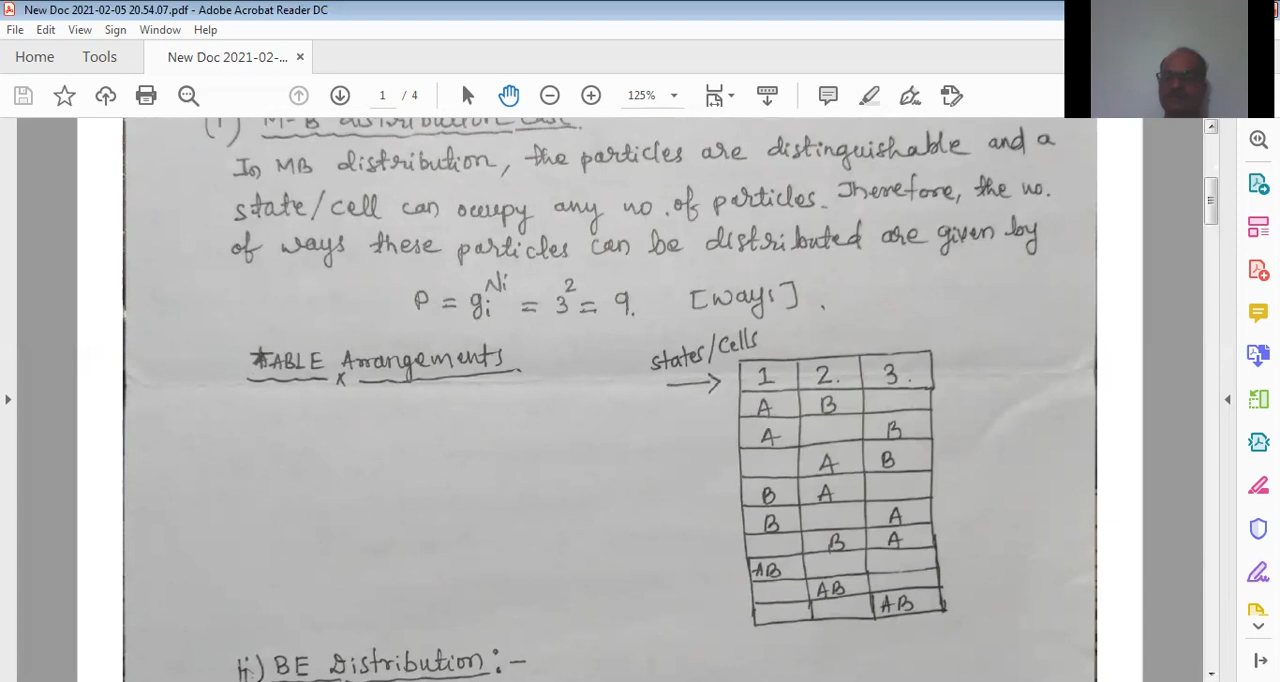 New Doc 2021-02-05 20.54.07.pdf - Adobe Acrobat Reader DC
File Edit View Sign Window Help
Home Tools New Doc 2021-02-... ×
1 / 4 125%
(i) M-B distribution case.
In MB distribution, the particles are distinguishable and a
state/cell can occupy any no. of particles. Therefore, the no.
of ways these particles can be distributed are given by
P = gi^Ni = 3^2 = 9. [ways].
TABLE Arrangements. states/cells
x →
1 2. 3.
A B
A B
A B
B A
B A
B A
AB
AB
AB
ii) BE Distribution :-